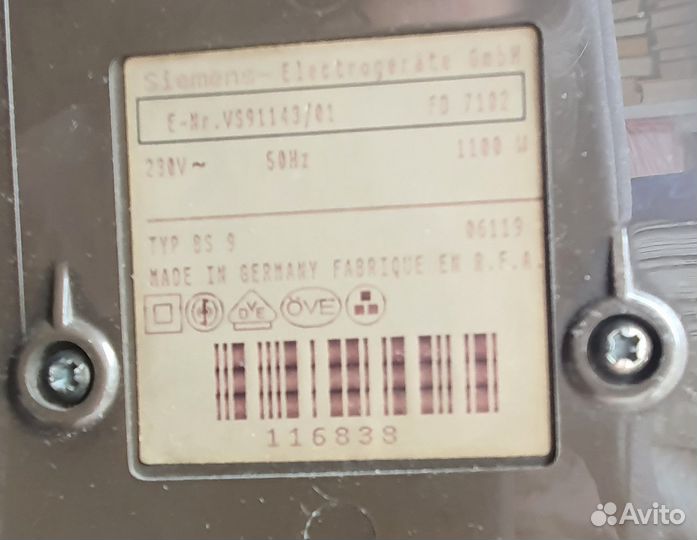 Siemens-Electrogeräte GmbH
E-Nr.VS91143/01 FD 7102
230V~ 50Hz 1100 W
TYP BS 9 06119
MADE IN GERMANY FABRIQUE EN R.F.A.
DVE ÖVE
116838
Avito